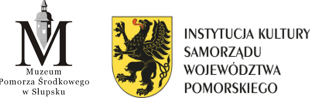 M
Muzeum
Pomorza Środkowego
w Słupsku
INSTYTUCJA KULTURY
SAMORZĄDU
WOJEWÓDZTWA
POMORSKIEGO